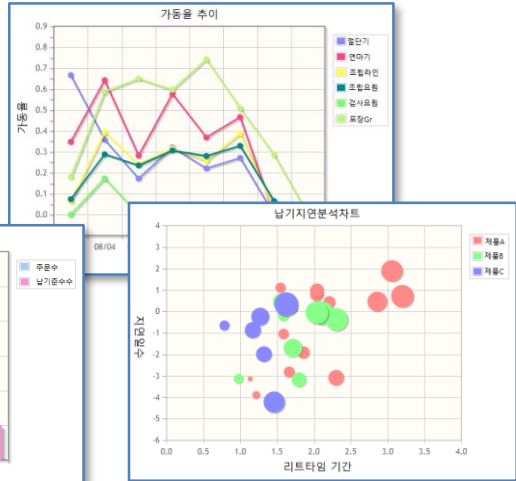 가동율 추이
0.9
0.8
0.7
0.6
0.5
0.4
0.3
0.2
0.1
0.0
가동율
08/04
절단기
연마기
조립라인
조립요원
검사요원
포장Gr
주문수
납기준수수
납기지연분석차트
4
3
2
1
0
-1
-2
-3
-4
-5
-6
지연일수
0.0 0.5 1.0 1.5 2.0 2.5 3.0 3.5 4.0
리드타임 기간
제품A
제품B
제품C